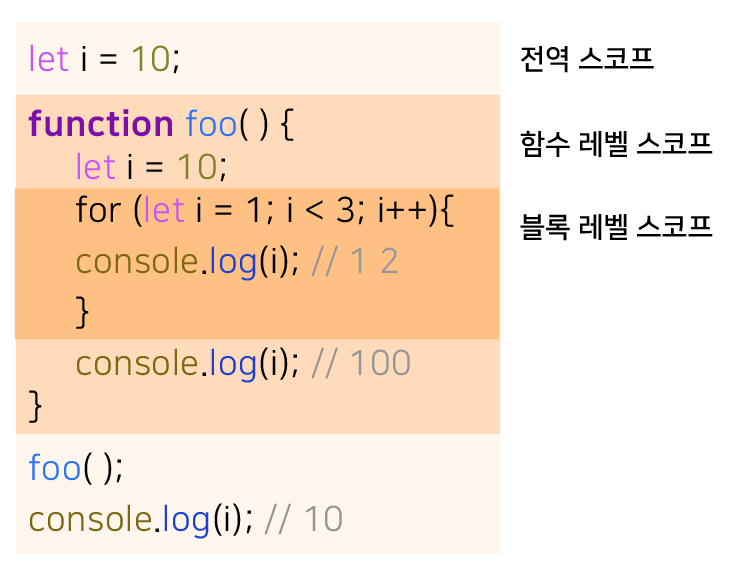 let i = 10;
전역 스코프
function foo( ) {
함수 레벨 스코프
let i = 10;
for (let i = 1; i < 3; i++){
블록 레벨 스코프
console.log(i); // 1 2
}
console.log(i); // 100
}
foo( );
console.log(i); // 10